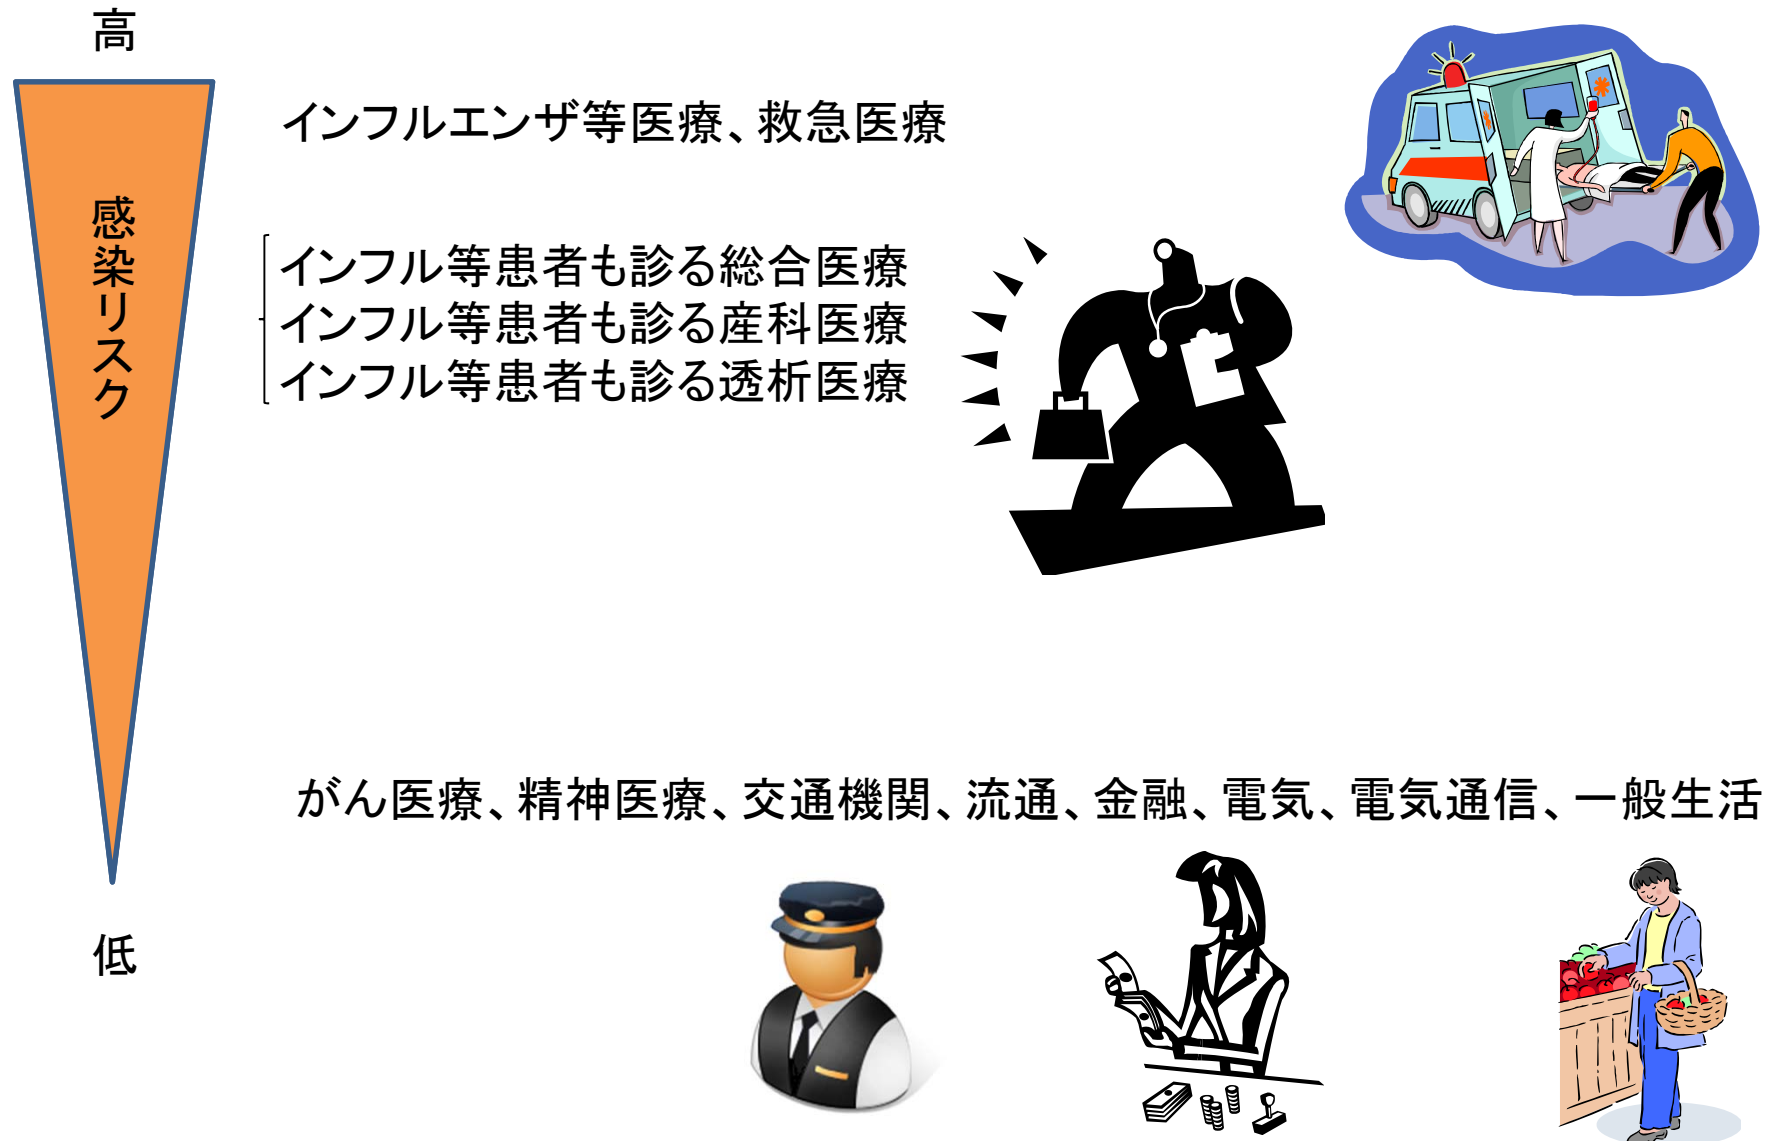 高
感染リスク
インフルエンザ等医療、救急医療
インフル等患者も診る総合医療
インフル等患者も診る産科医療
インフル等患者も診る透析医療
がん医療、精神医療、交通機関、流通、金融、電気、電気通信、一般生活
低